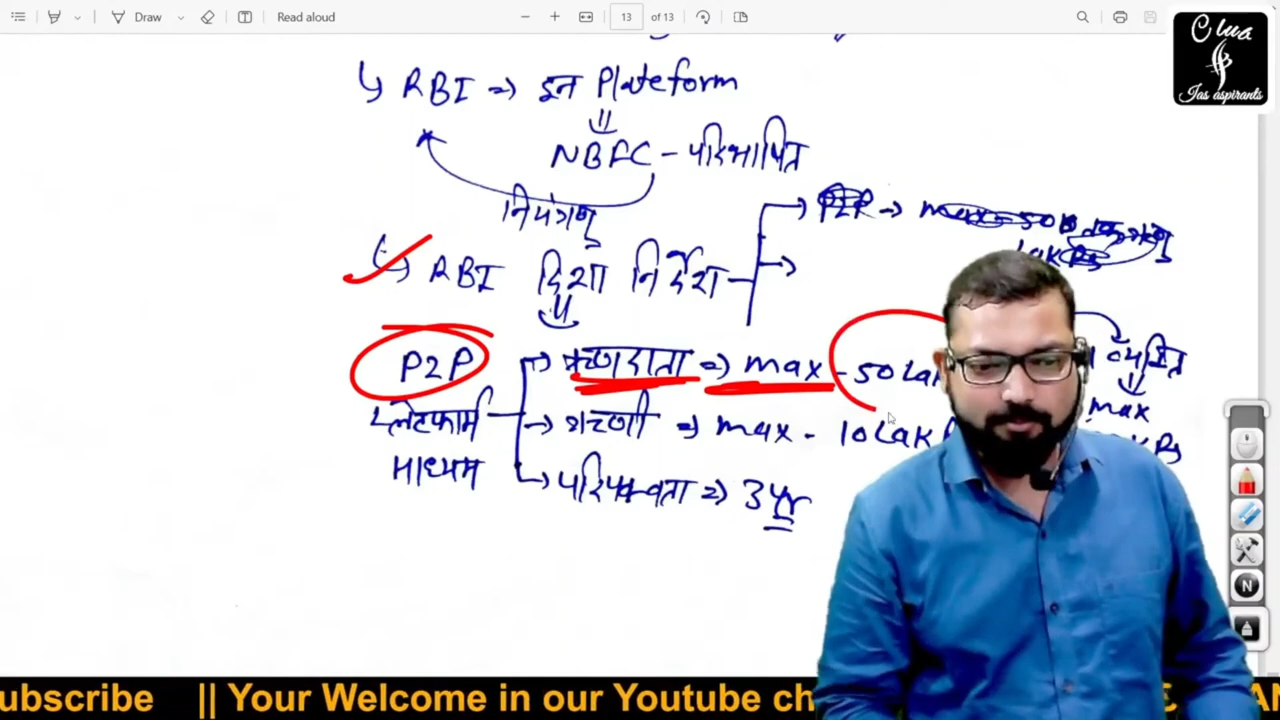 Draw
Read aloud
13 of 13
Clua
Ias aspirants
RBI => इन Plateform
NBFC - परिभाषित
नियंत्रण
RBI दिशा निर्देश
P2P
प्लेटफार्म
माध्यम
ऋणदाता => max - 50 Lak
ऋणी => max - 10 Lak
परिपक्वता => 3 yr
max
N
ubscribe || Your Welcome in our Youtube ch